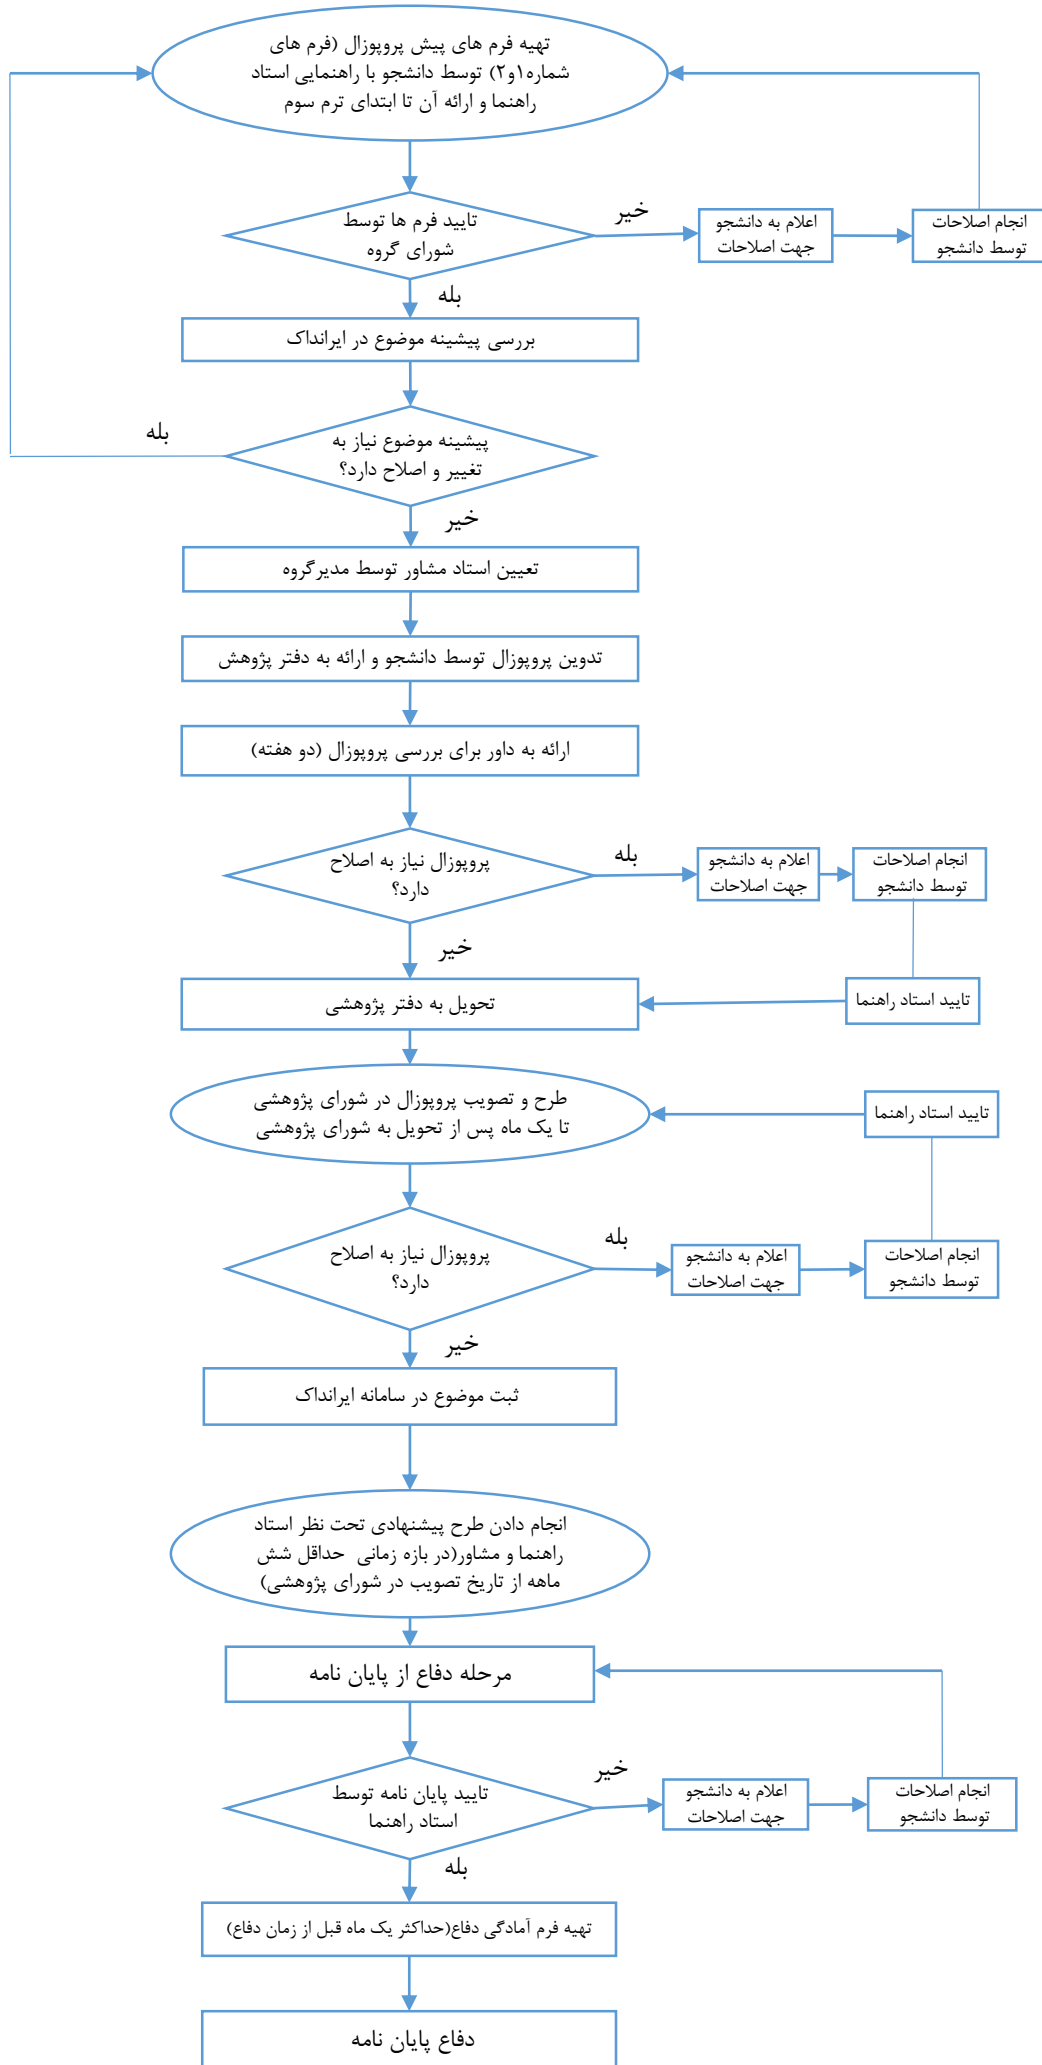 تهیه فرم های پیش پروپوزال (فرم های
شماره۱و۲) توسط دانشجو با راهنمایی استاد
راهنما و ارائه آن تا ابتدای ترم سوم
تایید فرم ها توسط
شورای گروه
خیر
اعلام به دانشجو
جهت اصلاحات
انجام اصلاحات
توسط دانشجو
بله
بررسی پیشینه موضوع در ایرانداک
پیشینه موضوع نیاز به
تغییر و اصلاح دارد؟
بله
خیر
تعیین استاد مشاور توسط مدیرگروه
تدوین پروپوزال توسط دانشجو و ارائه به دفتر پژوهش
ارائه به داور برای بررسی پروپوزال (دو هفته)
پروپوزال نیاز به اصلاح
دارد؟
بله
اعلام به دانشجو
جهت اصلاحات
انجام اصلاحات
توسط دانشجو
خیر
تحویل به دفتر پژوهشی
تایید استاد راهنما
طرح و تصویب پروپوزال در شورای پژوهشی
تا یک ماه پس از تحویل به شورای پژوهشی
تایید استاد راهنما
پروپوزال نیاز به اصلاح
دارد؟
بله
اعلام به دانشجو
جهت اصلاحات
انجام اصلاحات
توسط دانشجو
خیر
ثبت موضوع در سامانه ایرانداک
انجام دادن طرح پیشنهادی تحت نظر استاد
راهنما و مشاور(در بازه زمانی حداقل شش
ماهه از تاریخ تصویب در شورای پژوهشی)
مرحله دفاع از پایان نامه
تایید پایان نامه توسط
استاد راهنما
خیر
اعلام به دانشجو
جهت اصلاحات
انجام اصلاحات
توسط دانشجو
بله
تهیه فرم آمادگی دفاع(حداکثر یک ماه قبل از زمان دفاع)
دفاع پایان نامه